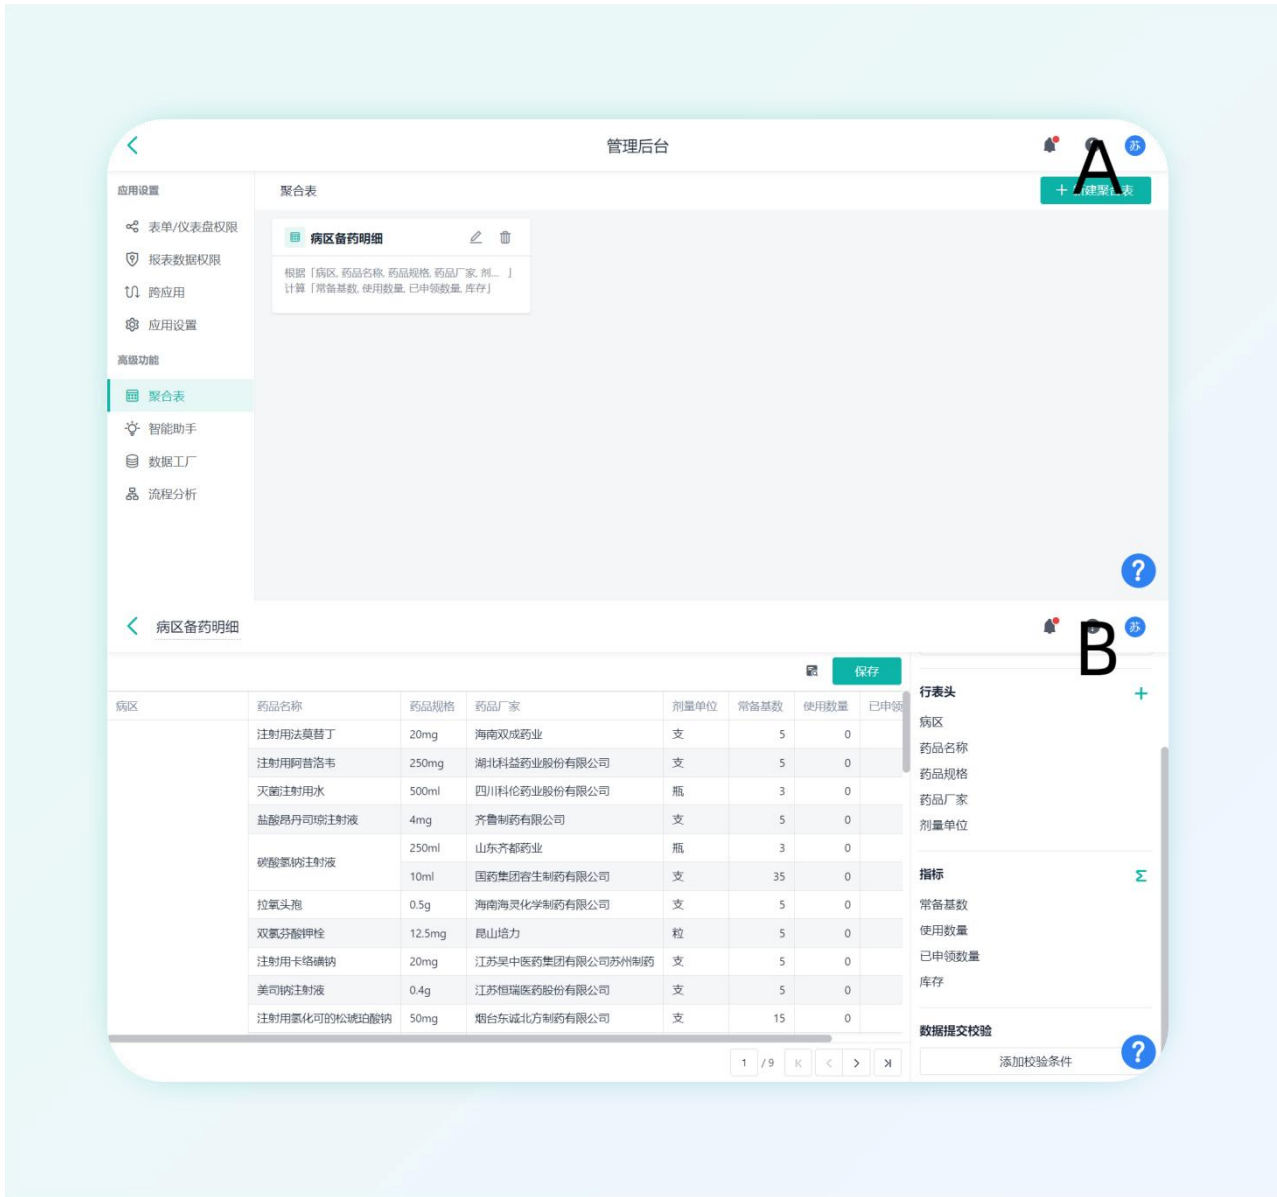 管理后台
A
苏
应用设置
表单/仪表盘权限
报表数据权限
跨应用
应用设置
高级功能
聚合表
智能助手
数据工厂
流程分析
聚合表
+ 新建聚合表
病区备药明细
根据「病区, 药品名称, 药品规格, 药品厂家, 剂... 」
计算「常备基数, 使用数量, 已申领数量, 库存」
?
病区备药明细
B
苏
保存
病区 药品名称 药品规格 药品厂家 剂量单位 常备基数 使用数量 已申领
注射用法莫替丁 20mg 海南双成药业 支 5 0
注射用阿昔洛韦 250mg 湖北科益药业股份有限公司 支 5 0
灭菌注射用水 500ml 四川科伦药业股份有限公司 瓶 3 0
盐酸昂丹司琼注射液 4mg 齐鲁制药有限公司 支 5 0
碳酸氢钠注射液 250ml 山东齐都药业 瓶 3 0
10ml 国药集团容生制药有限公司 支 35 0
拉氧头孢 0.5g 海南海灵化学制药有限公司 支 5 0
双氯芬酸钾栓 12.5mg 昆山培力 粒 5 0
注射用卡络磺钠 20mg 江苏吴中医药集团有限公司苏州制药 支 5 0
美司钠注射液 0.4g 江苏恒瑞医药股份有限公司 支 5 0
注射用氢化可的松琥珀酸钠 50mg 烟台东诚北方制药有限公司 支 15 0
1 / 9
行表头
病区
药品名称
药品规格
药品厂家
剂量单位
指标
常备基数
使用数量
已申领数量
库存
数据提交校验
添加校验条件
?